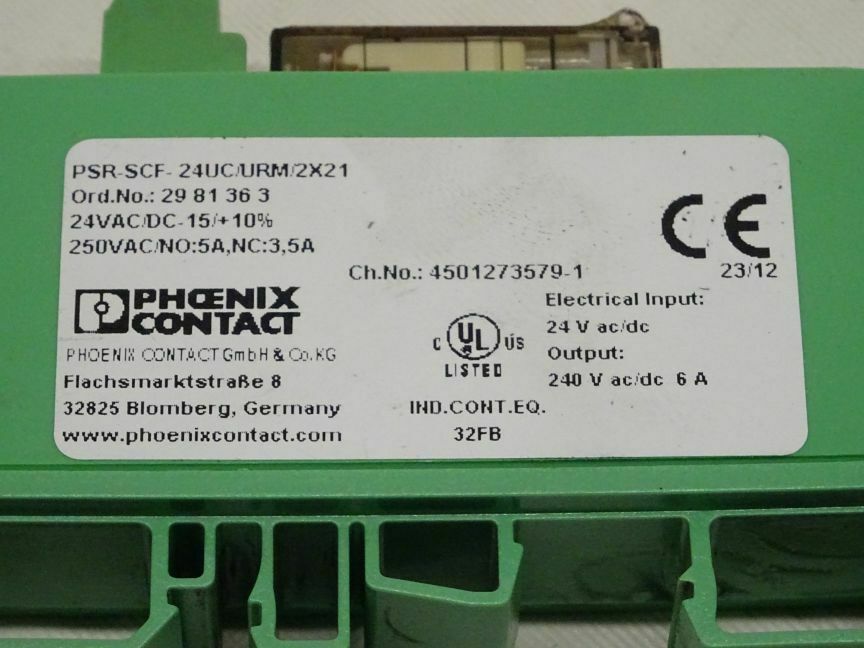 PSR-SCF- 24UC/URM/2X21
Ord.No.: 29 81 36 3
24VAC/DC-15/+10%
250VAC/NO:5A,NC:3,5A
Ch.No.: 4501273579-1
CE
23/12
PHŒNIX
CONTACT
PHOENIX CONTACT GmbH & Co. KG
Flachsmarktstraße 8
32825 Blomberg, Germany
www.phoenixcontact.com
C UL US
LISTED
IND.CONT.EQ.
32FB
Electrical Input:
24 V ac/dc
Output:
240 V ac/dc 6 A